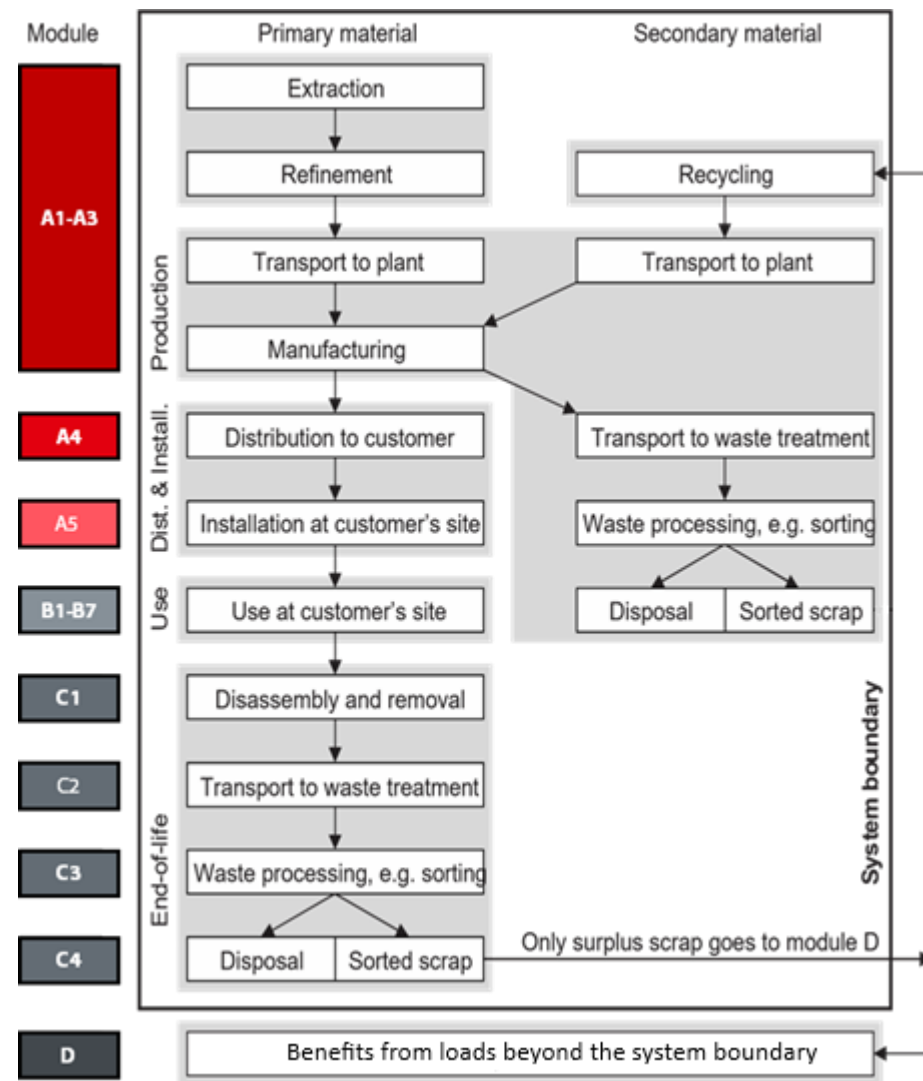 Module
Primary material
Secondary material
A1-A3
Production
Extraction
Refinement
Recycling
Transport to plant
Transport to plant
Manufacturing
A4
Dist. & Install.
Distribution to customer
Transport to waste treatment
A5
Installation at customer's site
Waste processing, e.g. sorting
B1-B7
Use
Use at customer's site
Disposal
Sorted scrap
C1
End-of-life
Disassembly and removal
System boundary
C2
Transport to waste treatment
C3
Waste processing, e.g. sorting
C4
Disposal
Sorted scrap
Only surplus scrap goes to module D
D
Benefits from loads beyond the system boundary